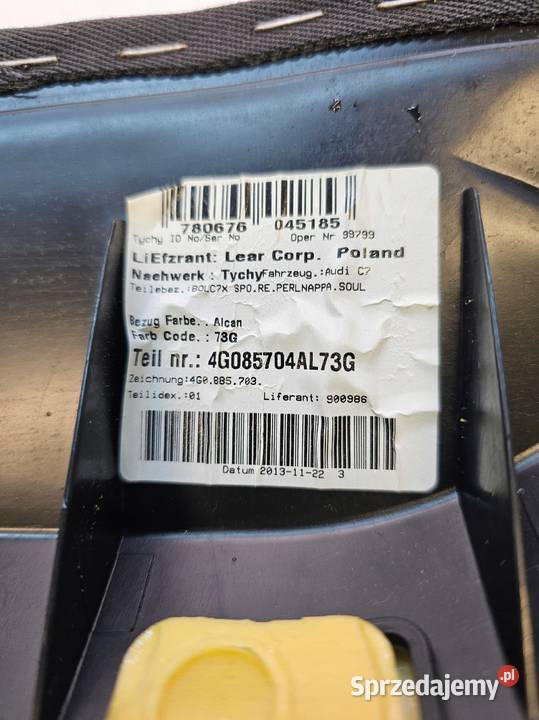 780676 045185
Tychy ID No/Ser No Oper Nr 99799
LiEfzrant: Lear Corp. Poland
Naehwerk : Tychy Fahrzeug.:Audi C7
Teilebez.:BOLC7X SPO.RE.PERLNAPPA.SOUL
Bezug Farbe. : Alcan
Farb Code. : 73G
Teil nr.: 4G085704AL73G
Zeichnung:4G0.885.703.
Teilidex.:01 Liferant: 900986
Datum 2013-11-22 3
Sprzedajemy.pl